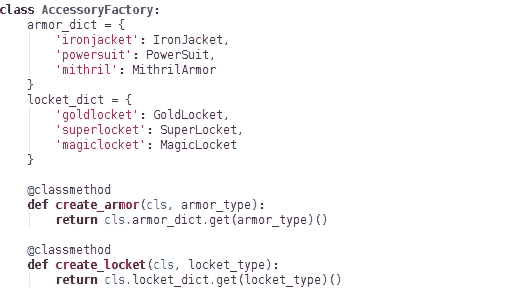 class AccessoryFactory:
    armor_dict = {
        'ironjacket': IronJacket,
        'powersuit': PowerSuit,
        'mithril': MithrilArmor
    }
    locket_dict = {
        'goldlocket': GoldLocket,
        'superlocket': SuperLocket,
        'magiclocket': MagicLocket
    }

    @classmethod
    def create_armor(cls, armor_type):
        return cls.armor_dict.get(armor_type)()

    @classmethod
    def create_locket(cls, locket_type):
        return cls.locket_dict.get(locket_type)()